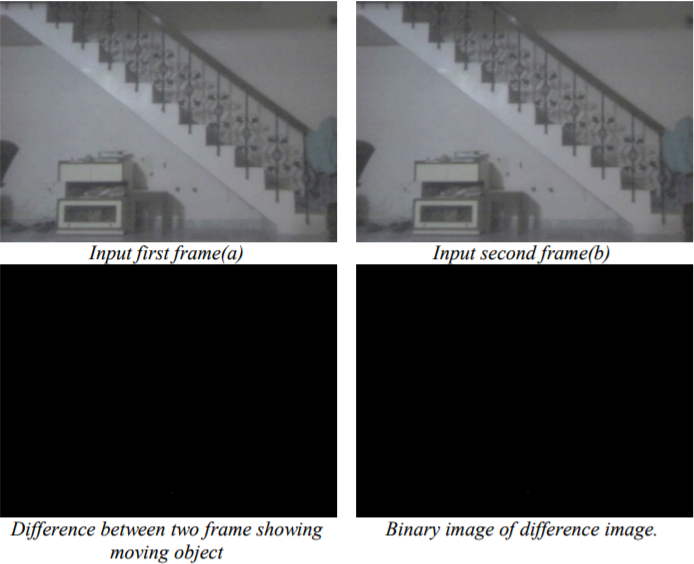 Input first frame(a)
Input second frame(b)
Difference between two frame showing
moving object
Binary image of difference image.